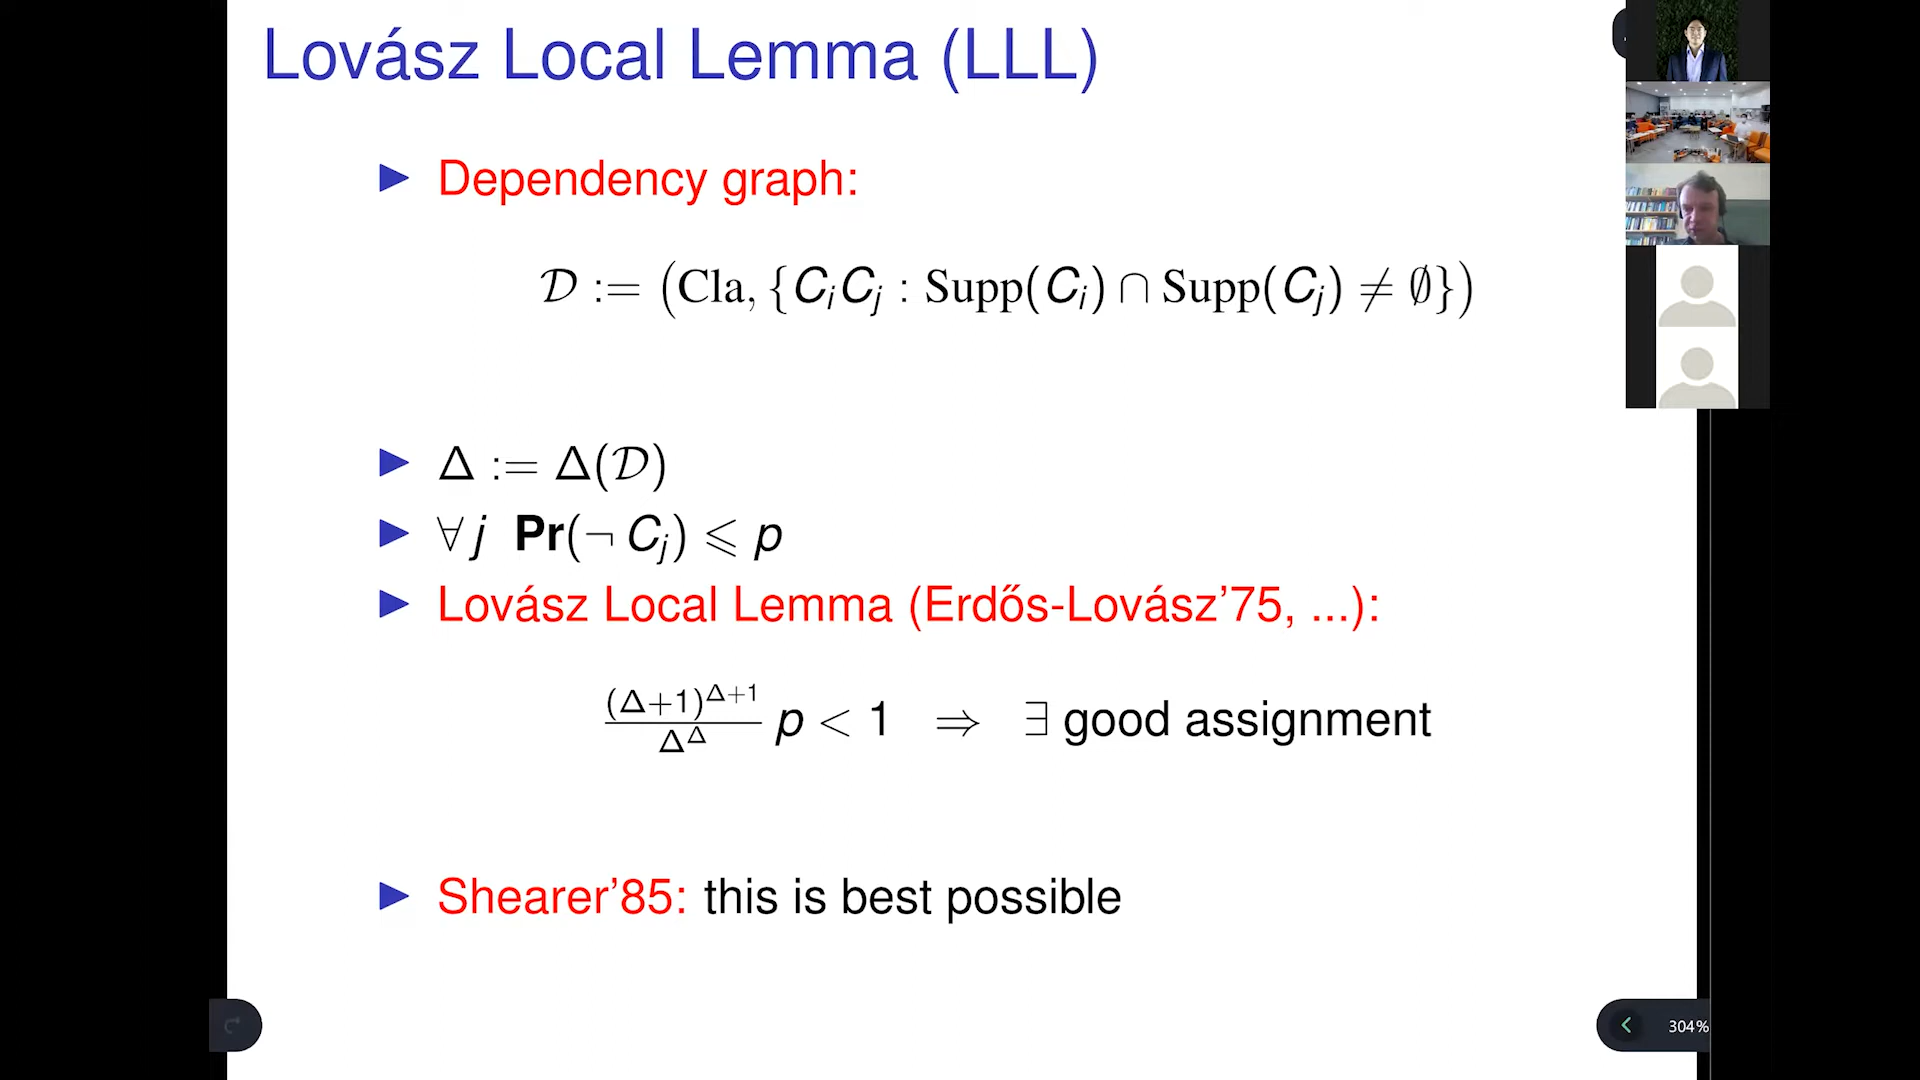 Lovász Local Lemma (LLL)
▶ Dependency graph:
𝒟 := (Cla, {C_iC_j : Supp(C_i) ∩ Supp(C_j) ≠ ∅})
▶ Δ := Δ(𝒟)
▶ ∀ j Pr(¬ C_j) ⩽ p
▶ Lovász Local Lemma (Erdős-Lovász'75, ...):
(Δ+1)^{Δ+1}/Δ^Δ p < 1 ⇒ ∃ good assignment
▶ Shearer'85: this is best possible
304%